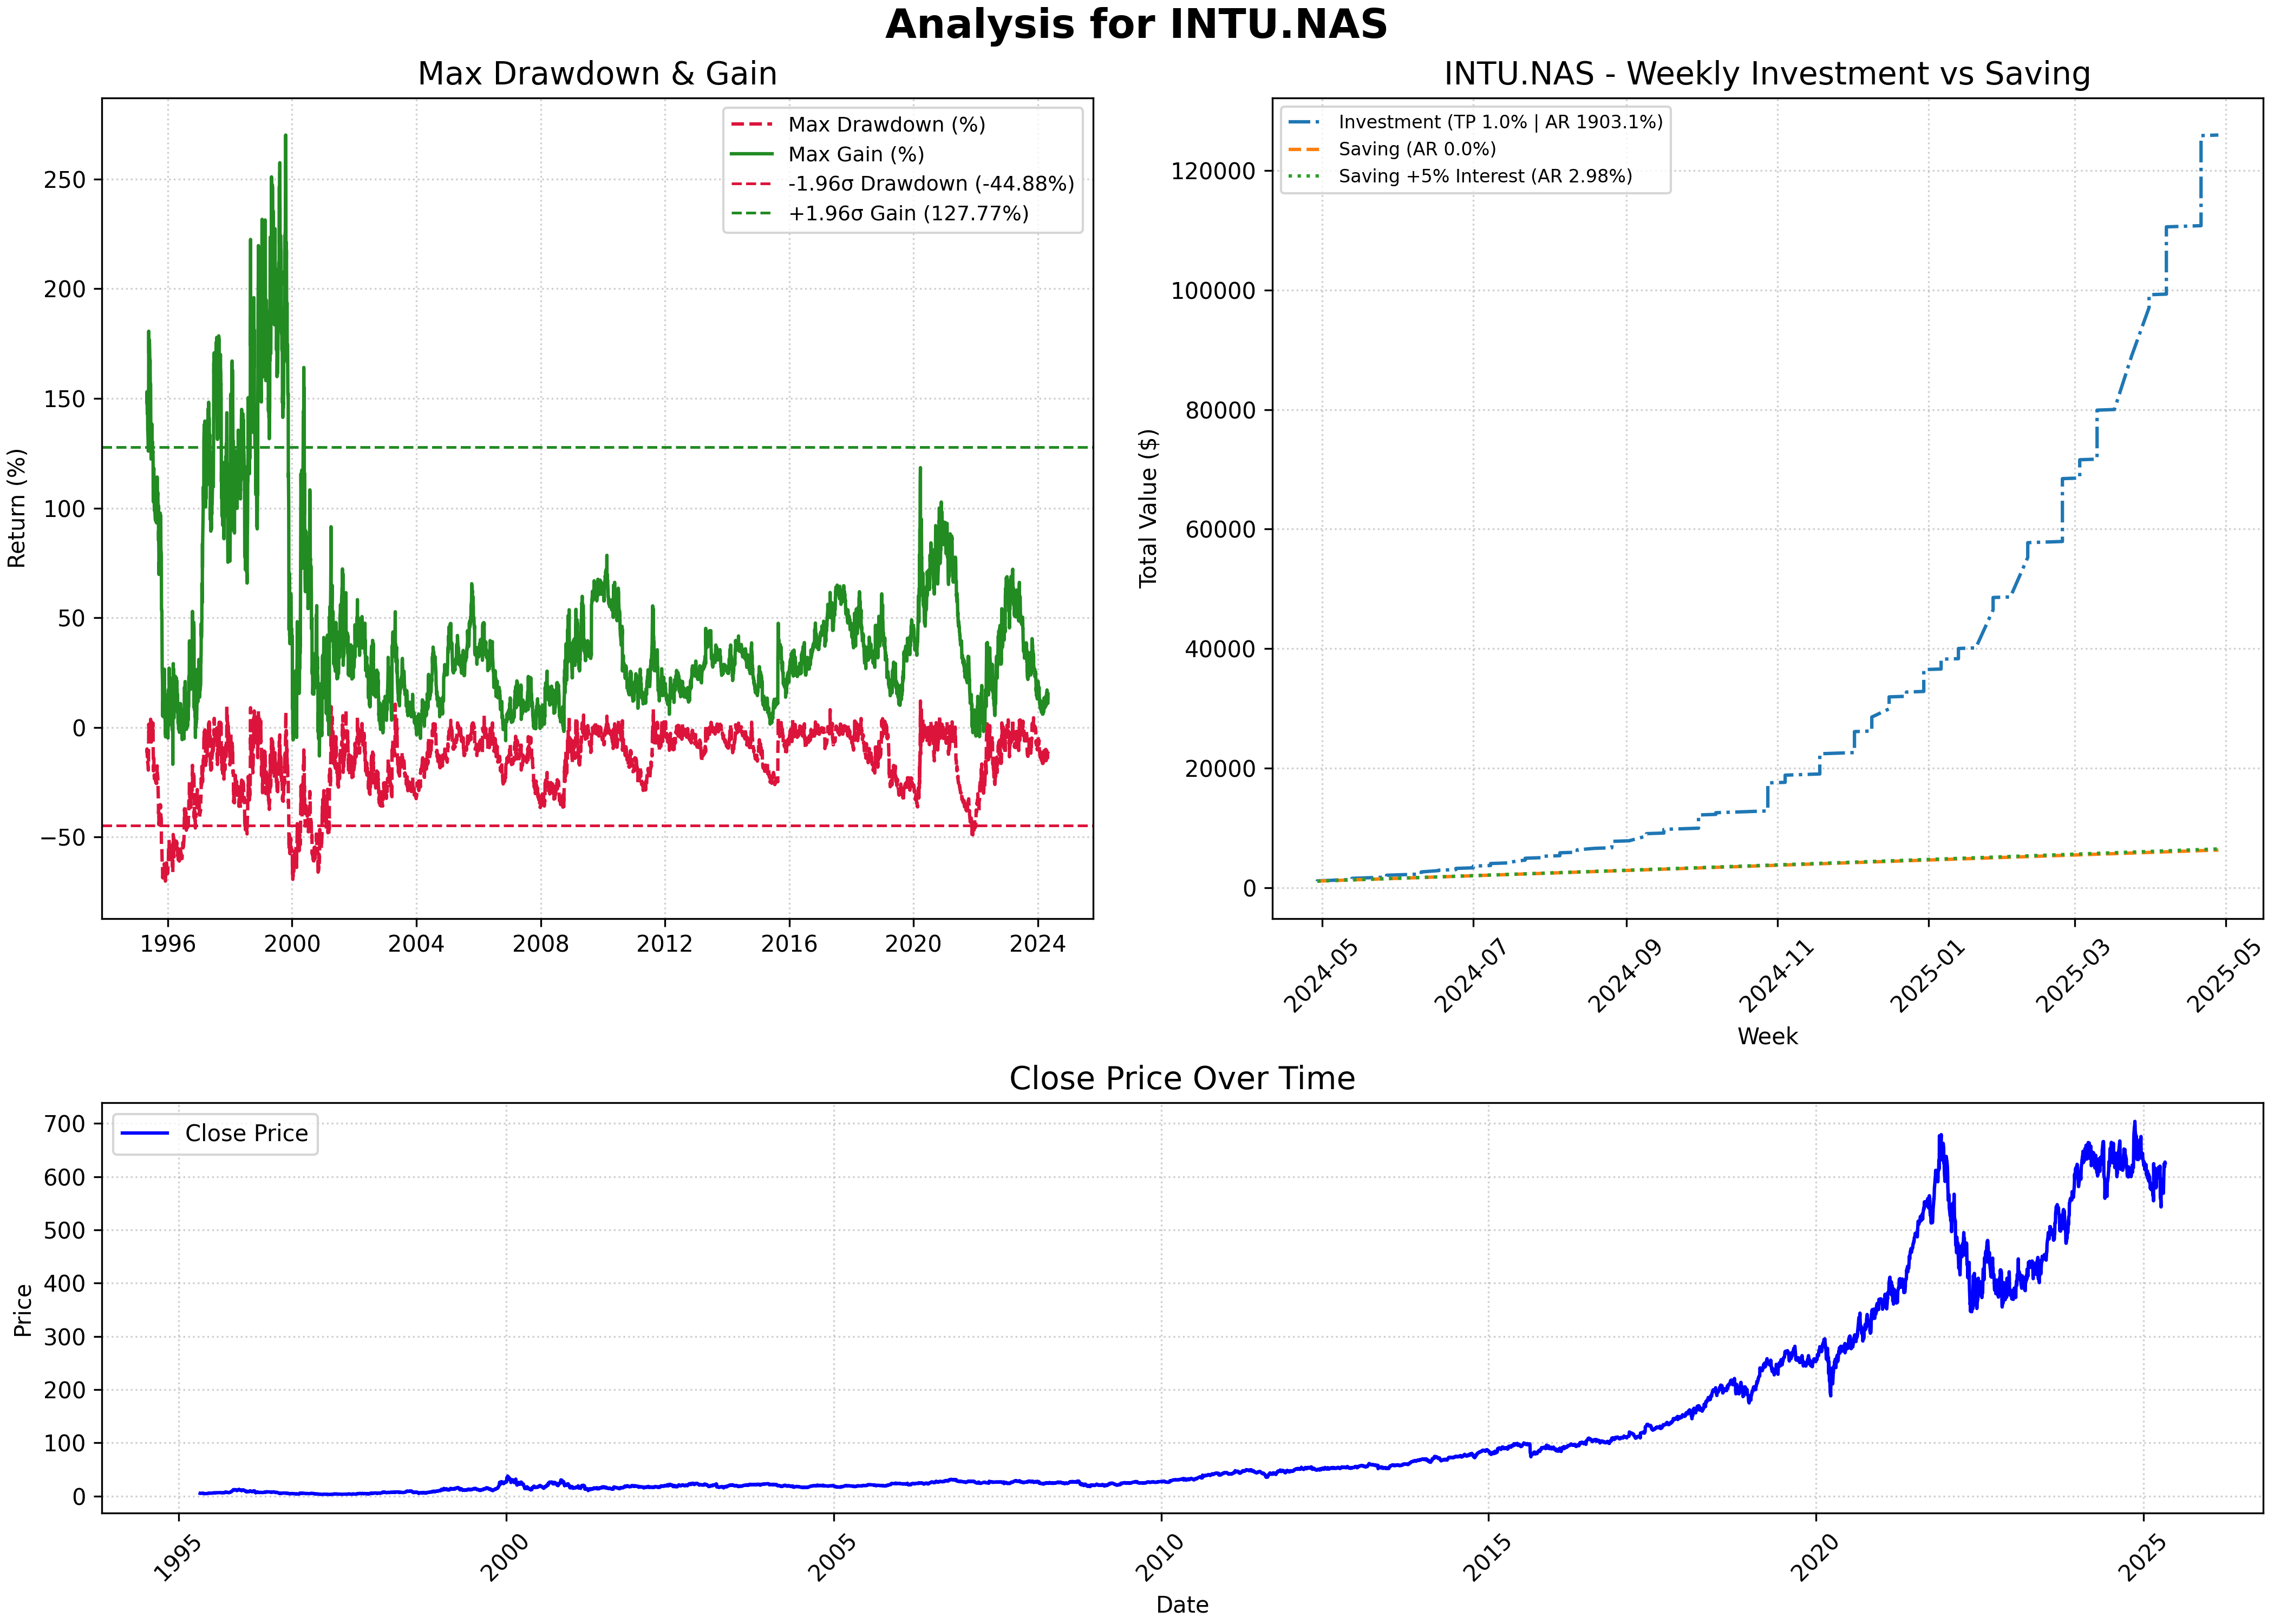 Analysis for INTU.NAS
Max Drawdown & Gain
Return (%)
250
200
150
100
50
0
−50
1996
2000
2004
2008
2012
2016
2020
2024
Max Drawdown (%)
Max Gain (%)
-1.96σ Drawdown (-44.88%)
+1.96σ Gain (127.77%)
INTU.NAS - Weekly Investment vs Saving
Total Value ($)
120000
100000
80000
60000
40000
20000
0
2024-05
2024-07
2024-09
2024-11
2025-01
2025-03
2025-05
Week
Investment (TP 1.0% | AR 1903.1%)
Saving (AR 0.0%)
Saving +5% Interest (AR 2.98%)
Close Price Over Time
Price
700
600
500
400
300
200
100
0
1995
2000
2005
2010
2015
2020
2025
Date
Close Price